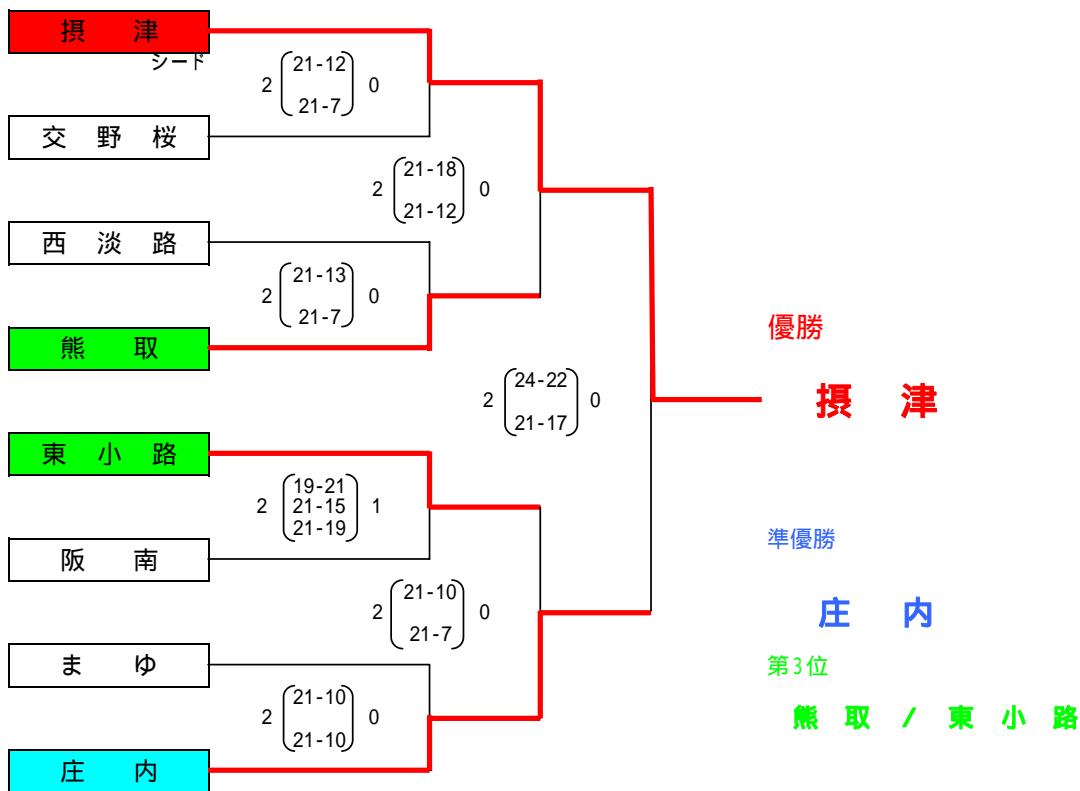 摂 津
シード
2 21-12 0
21-7
交 野 桜
2 21-18 0
21-12
西 淡 路
2 21-13 0
21-7
熊 取
優勝
摂 津
2 24-22 0
21-17
東 小 路
19-21
2 21-15 1
21-19
阪 南
準優勝
庄 内
2 21-10 0
21-7
ま ゆ
第3位
熊 取 / 東 小 路
2 21-10 0
21-10
庄 内